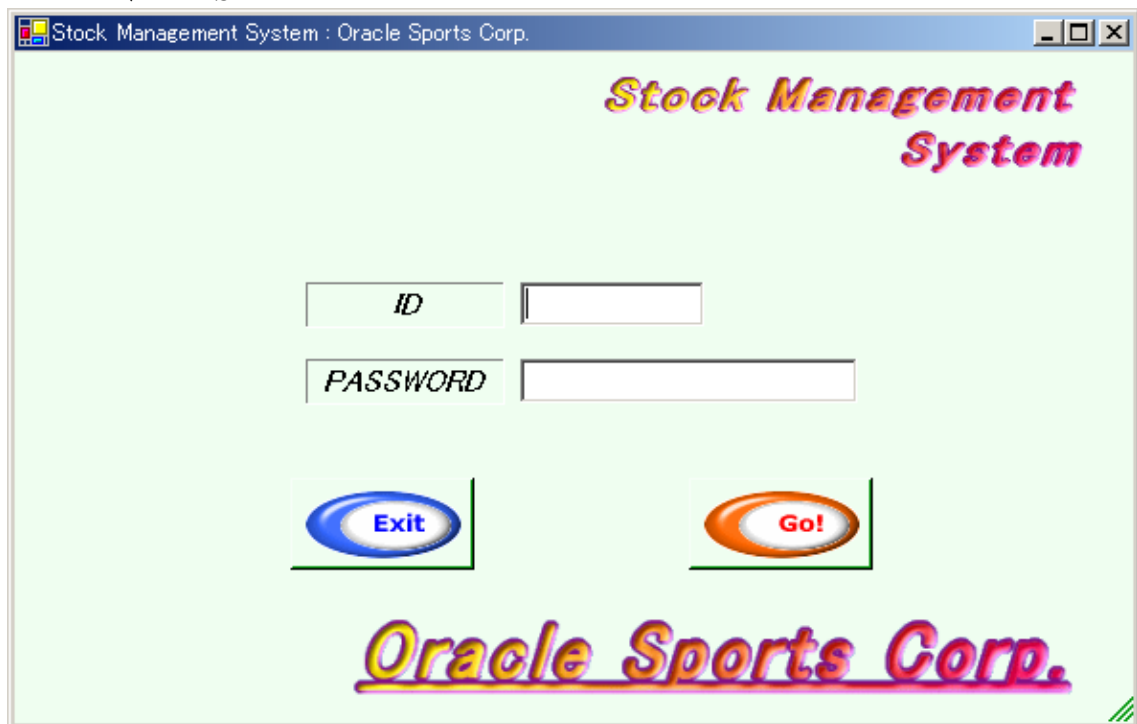 Stock Management System : Oracle Sports Corp.
Stock Management
System
ID
PASSWORD
Exit
Go!
Oracle Sports Corp.